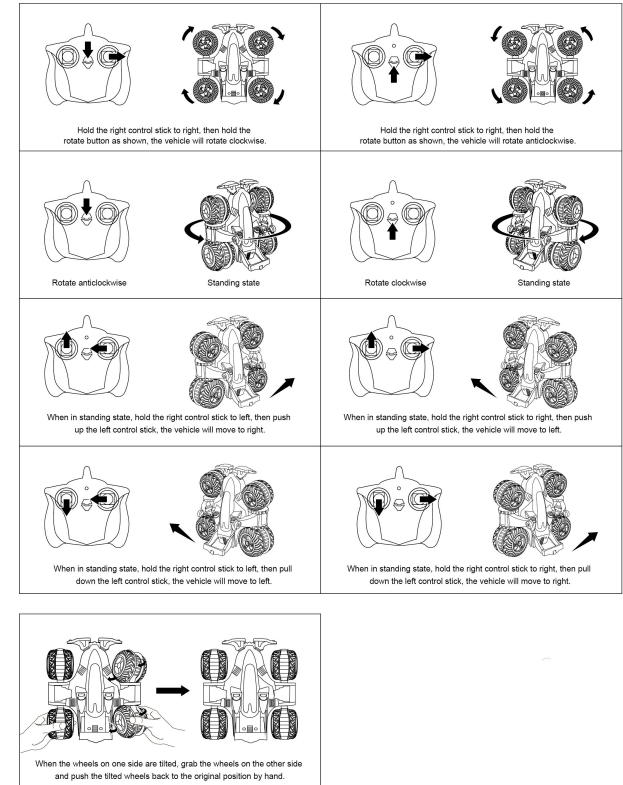 Hold the right control stick to right, then hold the
rotate button as shown, the vehicle will rotate clockwise.
Hold the right control stick to right, then hold the
rotate button as shown, the vehicle will rotate anticlockwise.
Rotate anticlockwise
Standing state
Rotate clockwise
Standing state
When in standing state, hold the right control stick to left, then push
up the left control stick, the vehicle will move to right.
When in standing state, hold the right control stick to right, then push
up the left control stick, the vehicle will move to left.
When in standing state, hold the right control stick to left, then pull
down the left control stick, the vehicle will move to left.
When in standing state, hold the right control stick to right, then pull
down the left control stick, the vehicle will move to right.
When the wheels on one side are tilted, grab the wheels on the other side
and push the tilted wheels back to the original position by hand.